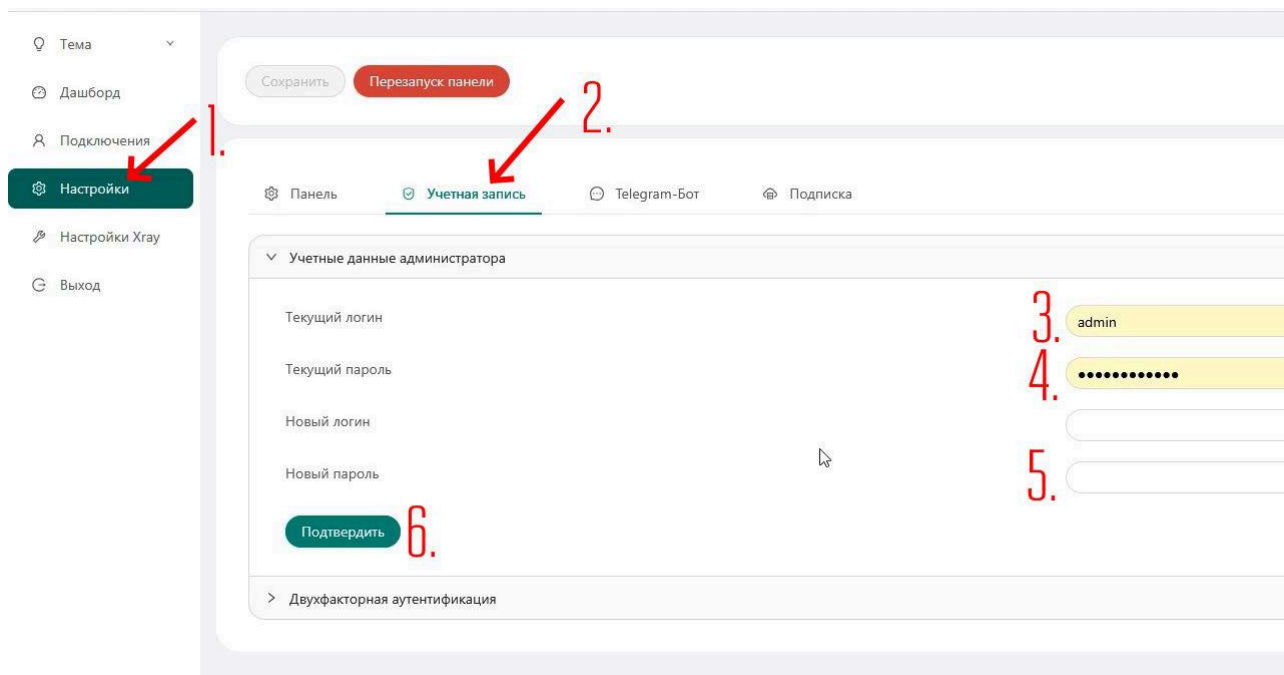 Тема
Сохранить Перезапуск панели
Дашборд
2.
1.
Подключения
Настройки
Панель Учетная запись Telegram-Бот Подписка
Настройки Xray
Учетные данные администратора
Выход
Текущий логин 3. admin
Текущий пароль 4. ••••••••••••
Новый логин
Новый пароль 5.
Подтвердить 6.
Двухфакторная аутентификация